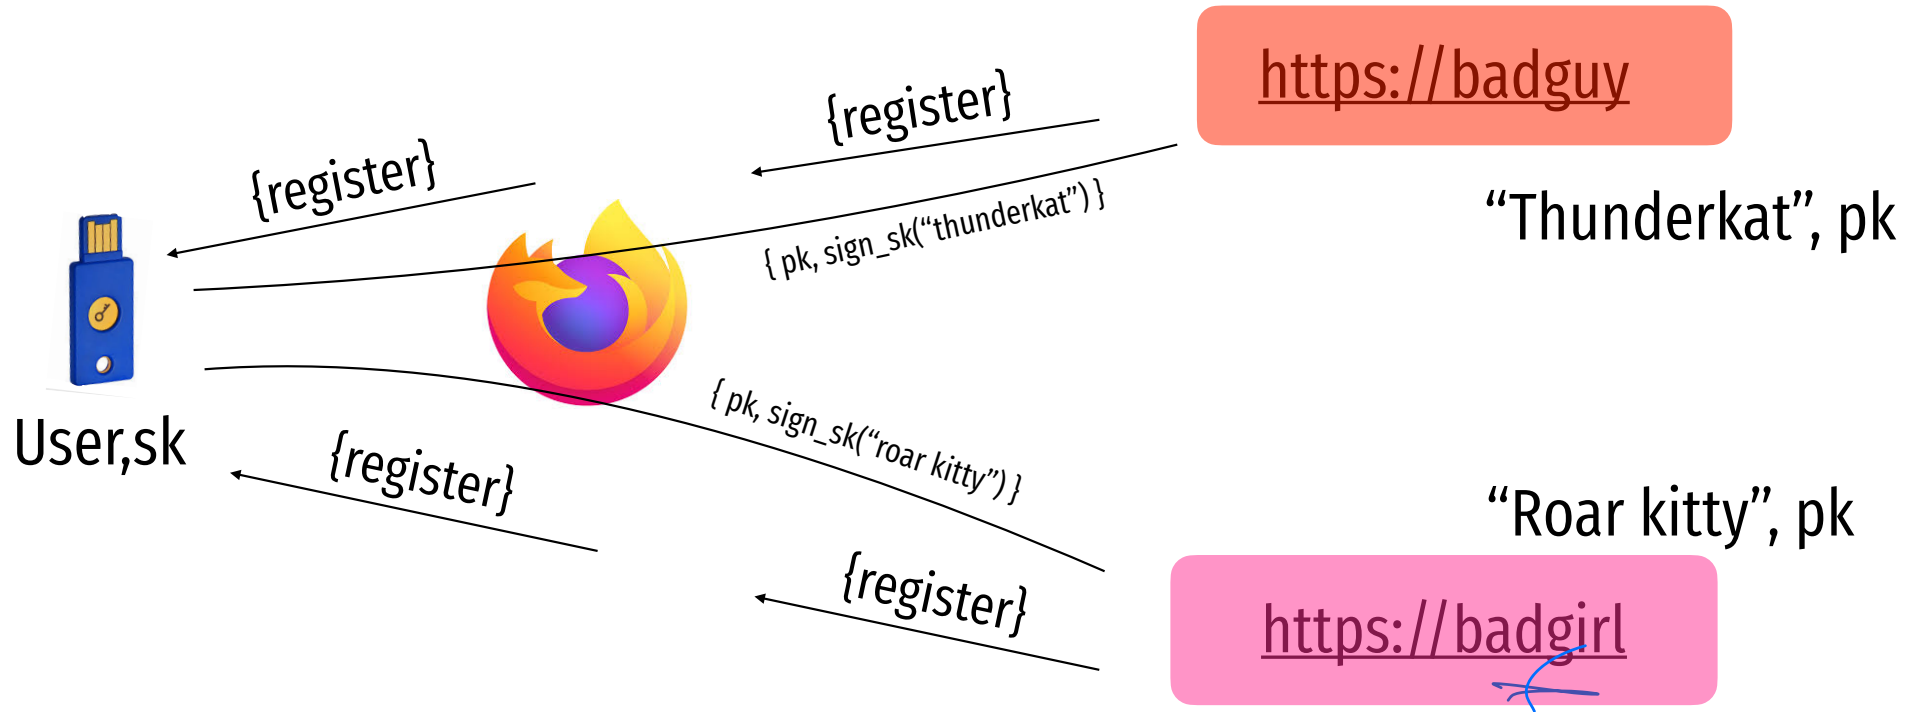 https://badguy
{register}
{register}
{ pk, sign_sk(“thunderkat”) }
“Thunderkat”, pk
User,sk
{ pk, sign_sk(“roar kitty”) }
{register}
“Roar kitty”, pk
{register}
https://badgirl